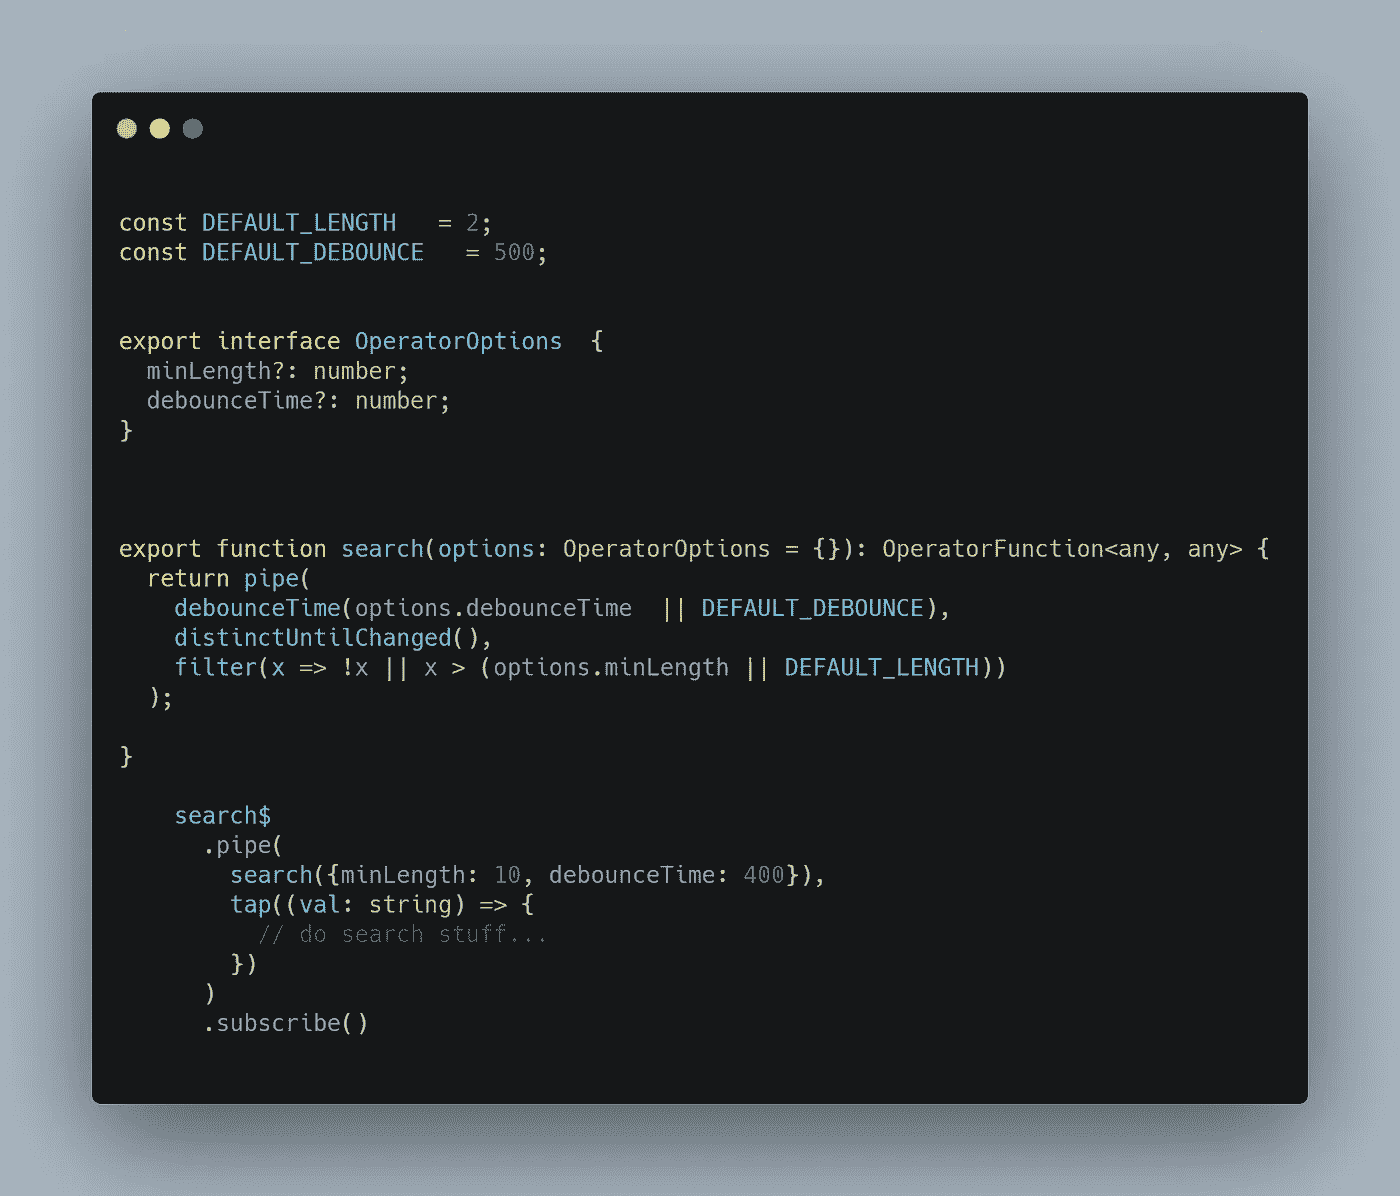 const DEFAULT_LENGTH   = 2;
const DEFAULT_DEBOUNCE   = 500;
export interface OperatorOptions  {
  minLength?: number;
  debounceTime?: number;
}
export function search(options: OperatorOptions = {}): OperatorFunction<any, any> {
  return pipe(
    debounceTime(options.debounceTime  || DEFAULT_DEBOUNCE),
    distinctUntilChanged(),
    filter(x => !x || x > (options.minLength || DEFAULT_LENGTH))
  );
}
    search$
      .pipe(
        search({minLength: 10, debounceTime: 400}),
        tap((val: string) => {
          // do search stuff...
        })
      )
      .subscribe()